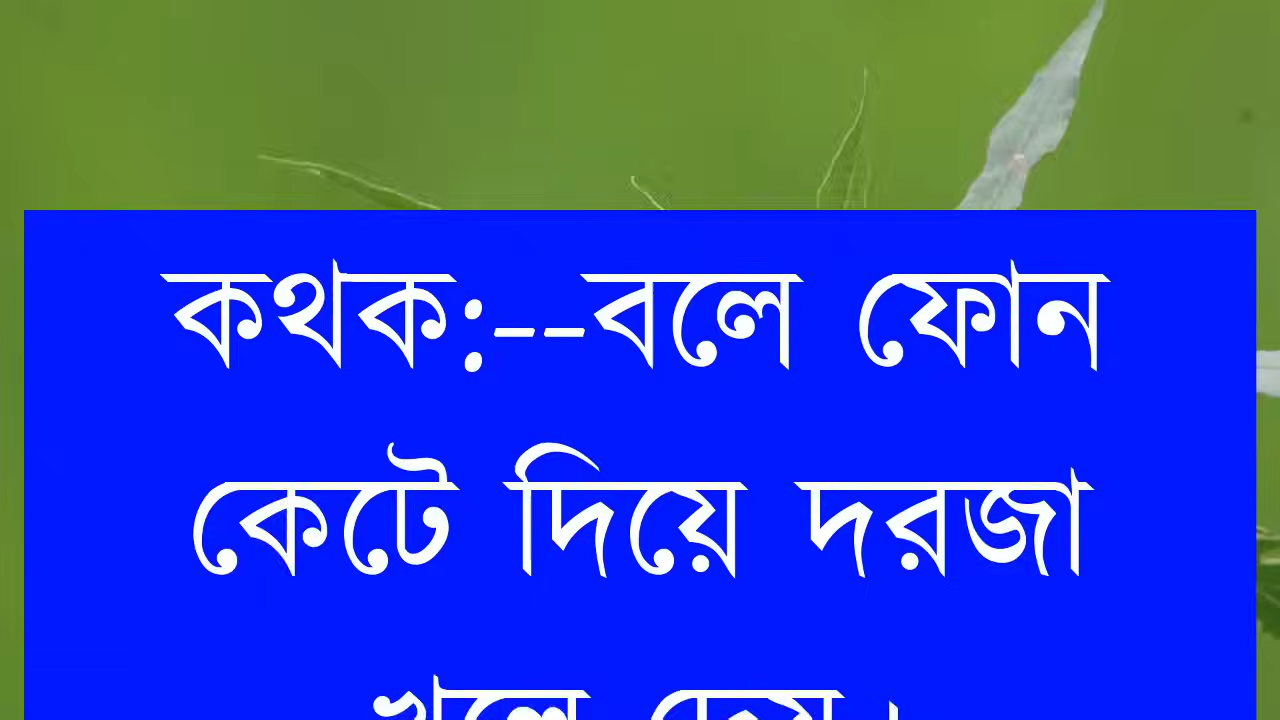 কথক:--বলে ফোন
কেটে দিয়ে দরজা